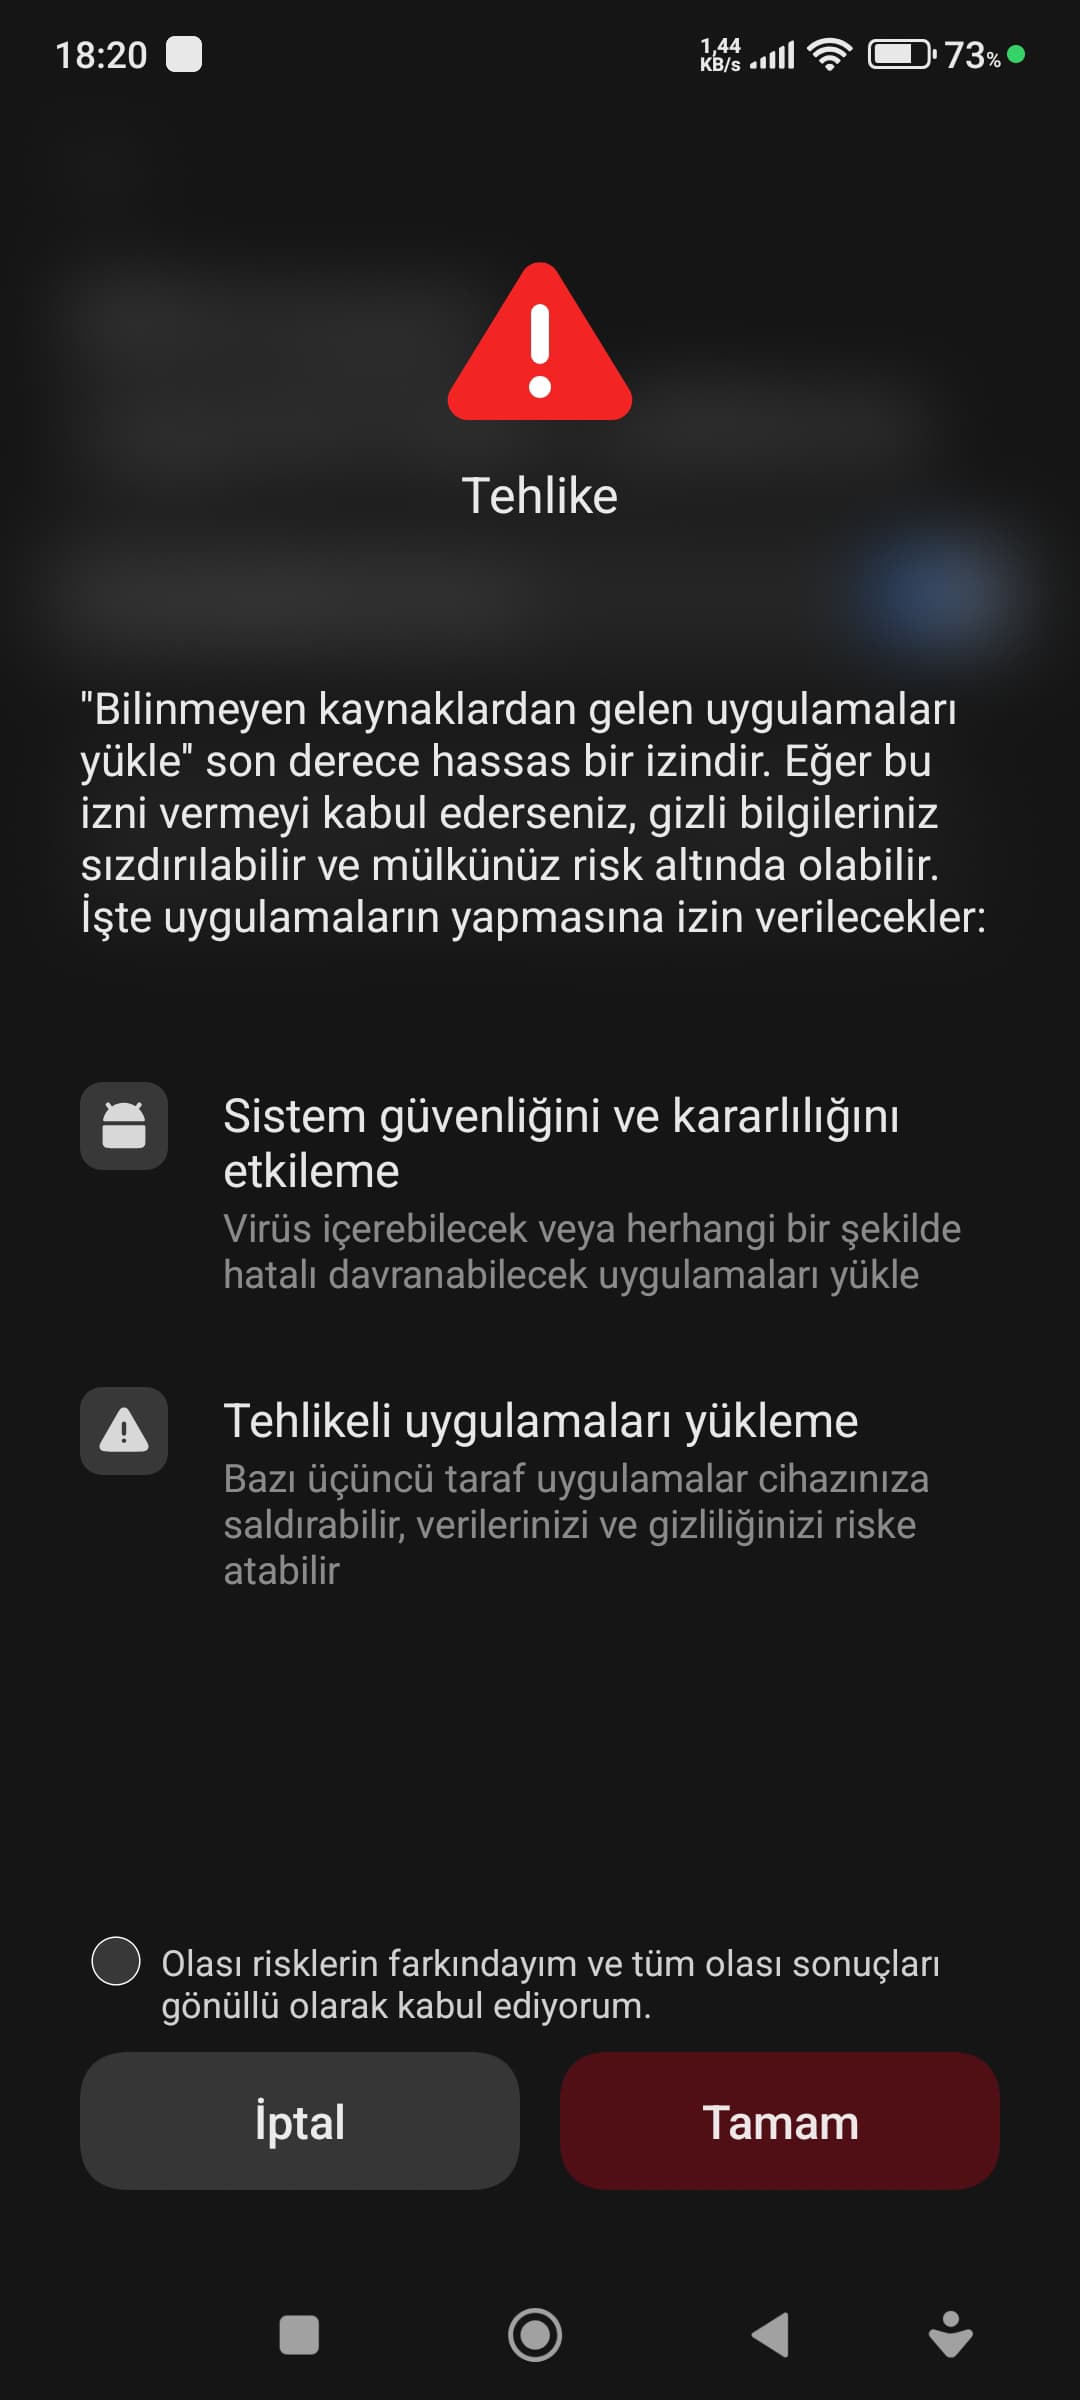 18:20
1,44
KB/s
73%
Tehlike
"Bilinmeyen kaynaklardan gelen uygulamaları
yükle" son derece hassas bir izindir. Eğer bu
izni vermeyi kabul ederseniz, gizli bilgileriniz
sızdırılabilir ve mülkünüz risk altında olabilir.
İşte uygulamaların yapmasına izin verilecekler:
Sistem güvenliğini ve kararlılığını
etkileme
Virüs içerebilecek veya herhangi bir şekilde
hatalı davranabilecek uygulamaları yükle
Tehlikeli uygulamaları yükleme
Bazı üçüncü taraf uygulamalar cihazınıza
saldırabilir, verilerinizi ve gizliliğinizi riske
atabilir
Olası risklerin farkındayım ve tüm olası sonuçları
gönüllü olarak kabul ediyorum.
İptal
Tamam